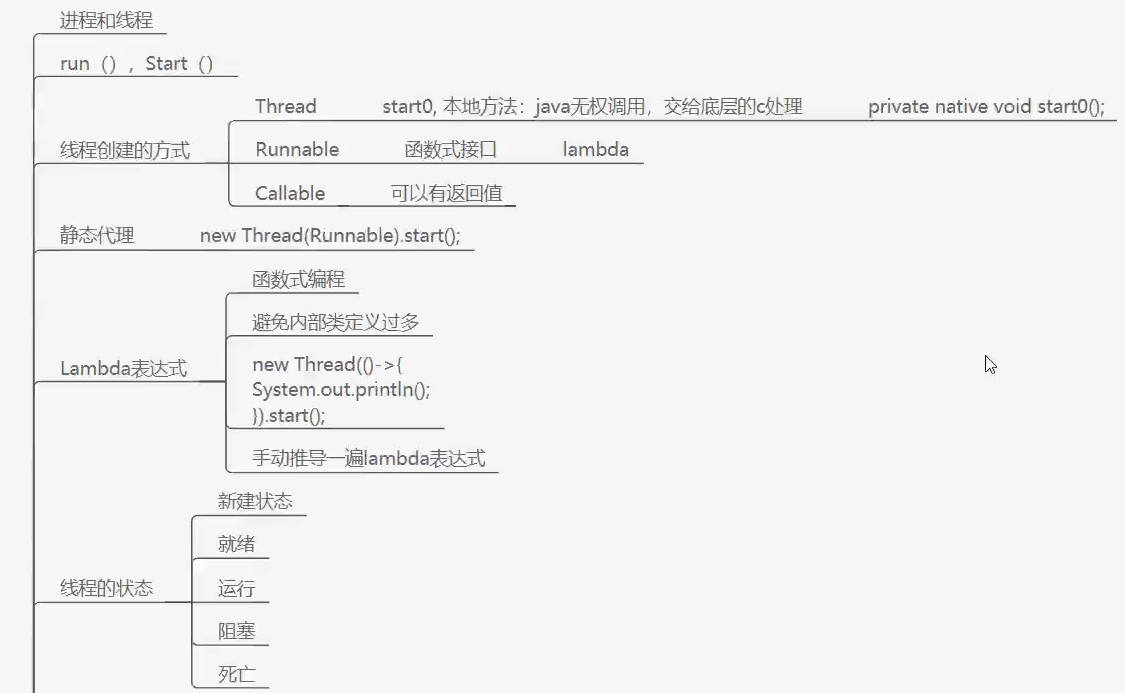 进程和线程
run（），Start（）
Thread start0, 本地方法：java无权调用，交给底层的c处理 private native void start0();
线程创建的方式 Runnable 函数式接口 lambda
Callable 可以有返回值
静态代理 new Thread(Runnable).start();
函数式编程
避免内部类定义过多
Lambda表达式
new Thread(()->{
System.out.println();
}).start();
手动推导一遍lambda表达式
新建状态
就绪
线程的状态 运行
阻塞
死亡